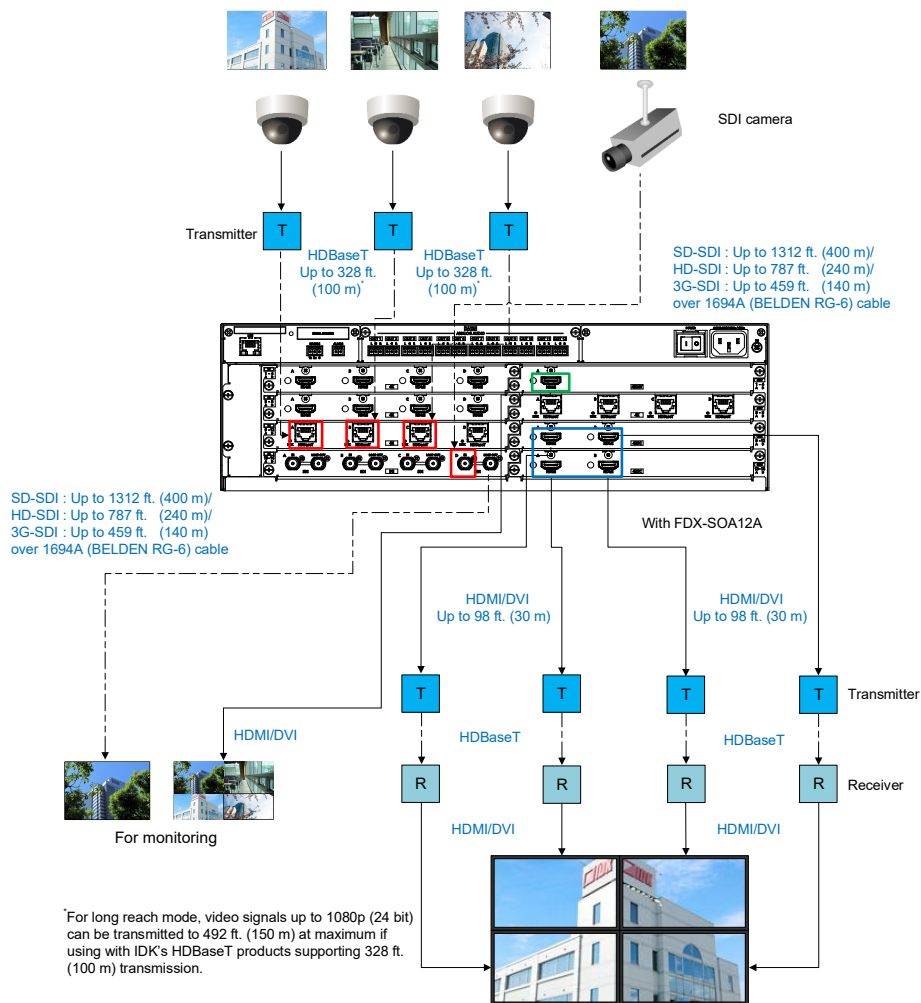 SDI camera
Transmitter
T
T
T
HDBaseT
Up to 328 ft.
(100 m)*
HDBaseT
Up to 328 ft.
(100 m)*
SD-SDI : Up to 1312 ft. (400 m)/
HD-SDI : Up to 787 ft. (240 m)/
3G-SDI : Up to 459 ft. (140 m)
over 1694A (BELDEN RG-6) cable
SD-SDI : Up to 1312 ft. (400 m)/
HD-SDI : Up to 787 ft. (240 m)/
3G-SDI : Up to 459 ft. (140 m)
over 1694A (BELDEN RG-6) cable
With FDX-SOA12A
HDMI/DVI
Up to 98 ft. (30 m)
HDMI/DVI
Up to 98 ft. (30 m)
T
T
T
T
Transmitter
HDMI/DVI
HDBaseT
HDBaseT
R
R
R
R
Receiver
For monitoring
HDMI/DVI
HDMI/DVI
*For long reach mode, video signals up to 1080p (24 bit)
can be transmitted to 492 ft. (150 m) at maximum if
using with IDK's HDBaseT products supporting 328 ft.
(100 m) transmission.